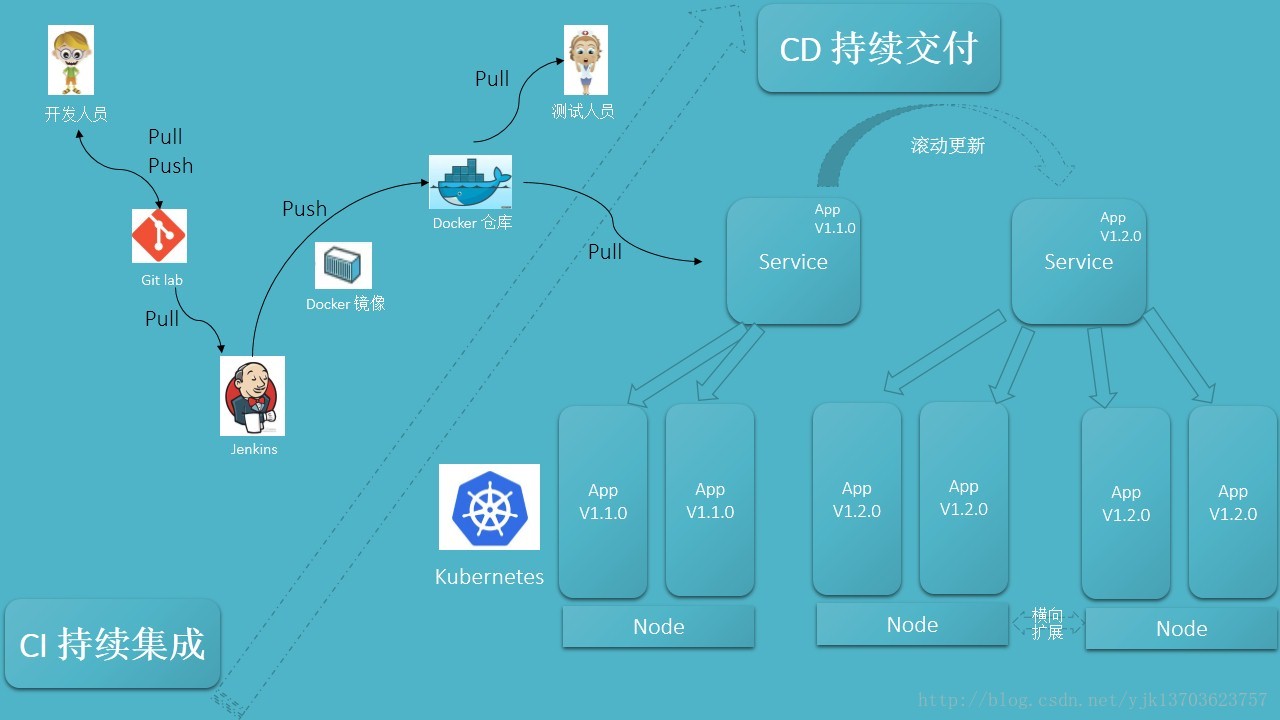 CD 持续交付
开发人员
Pull
Push
Pull
测试人员
滚动更新
Push
Docker 仓库
Git lab
Docker 镜像
Pull
Pull
Jenkins
App
V1.1.0
Service
App
V1.2.0
Service
Kubernetes
App
V1.1.0
App
V1.1.0
App
V1.2.0
App
V1.2.0
App
V1.2.0
App
V1.2.0
Node
Node
横向
扩展
Node
CI 持续集成
http://blog.csdn.net/yjk13703623757